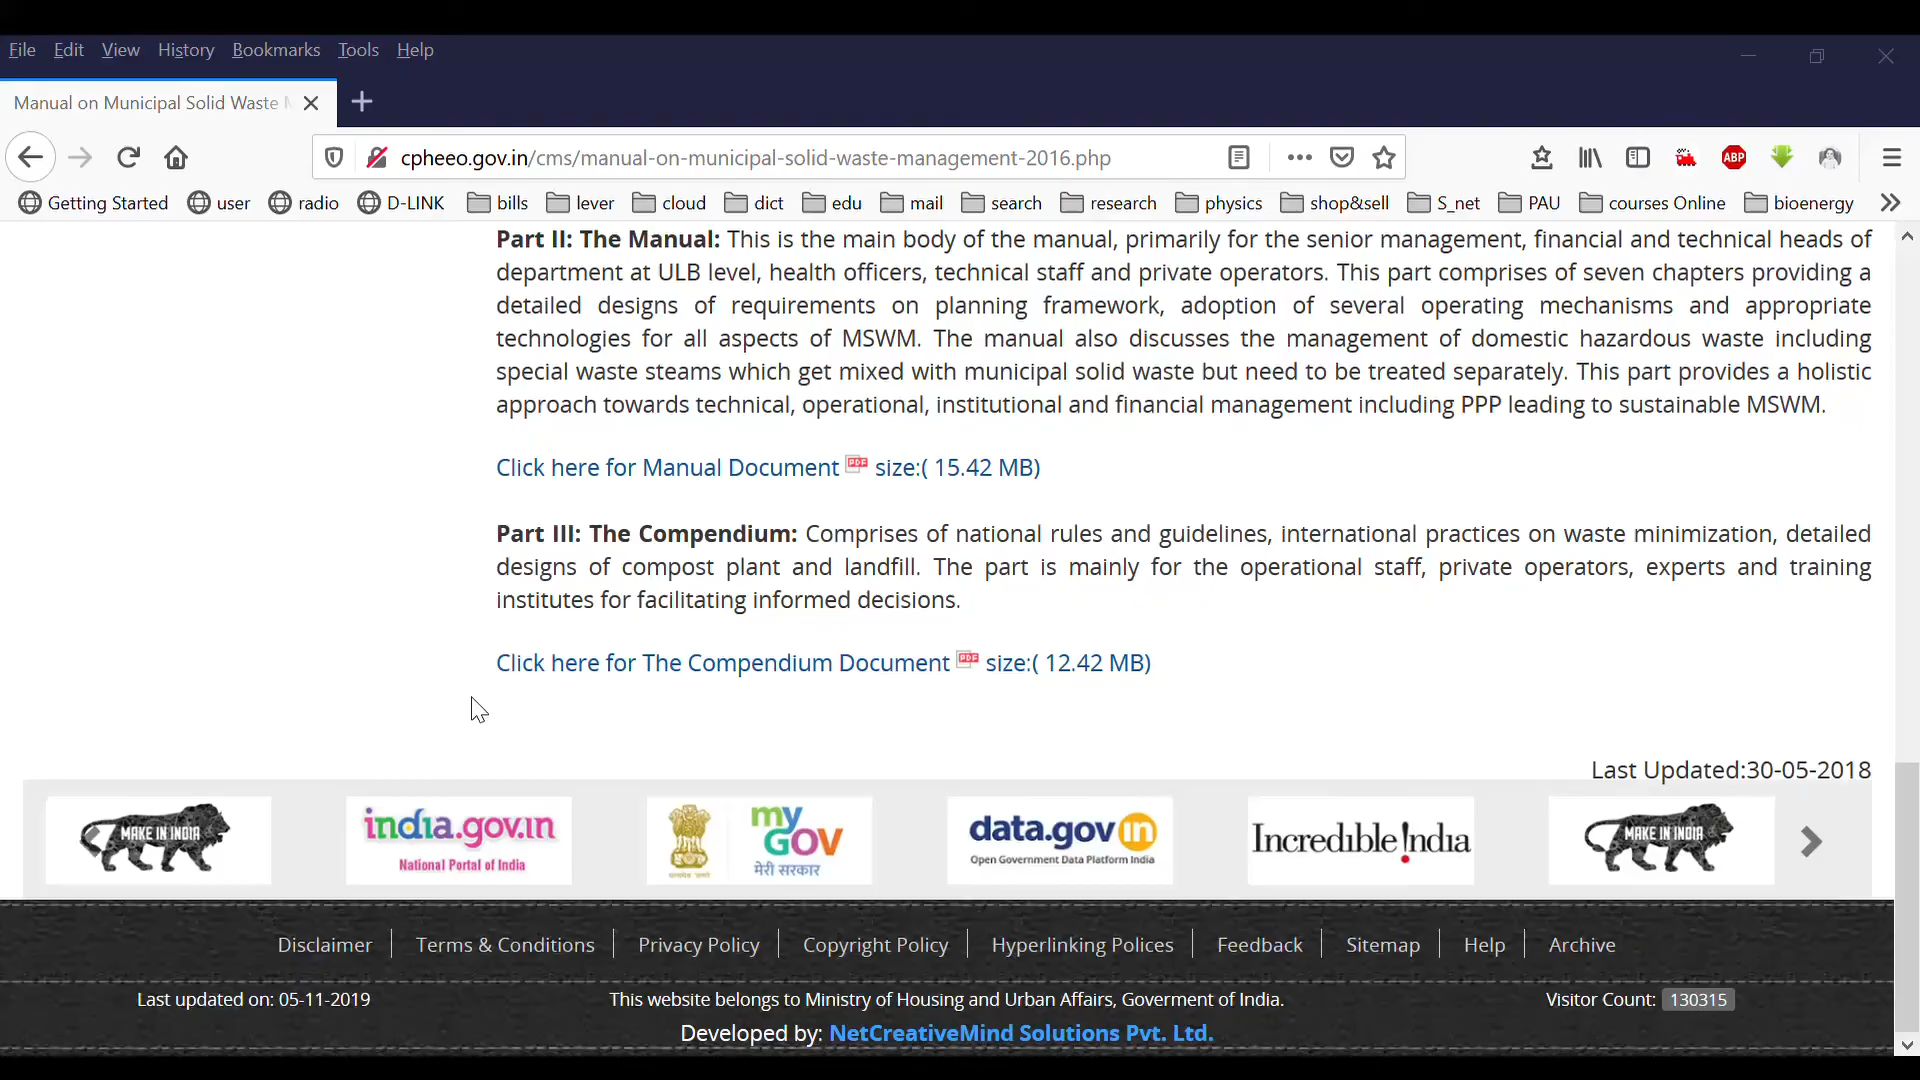 File Edit View History Bookmarks Tools Help
Manual on Municipal Solid Waste
cpheeo.gov.in/cms/manual-on-municipal-solid-waste-management-2016.php
ABP
Getting Started user radio D-LINK bills lever cloud dict edu mail search research physics shop&sell S_net PAU courses Online bioenergy
Part II: The Manual: This is the main body of the manual, primarily for the senior management, financial and technical heads of
department at ULB level, health officers, technical staff and private operators. This part comprises of seven chapters providing a
detailed designs of requirements on planning framework, adoption of several operating mechanisms and appropriate
technologies for all aspects of MSWM. The manual also discusses the management of domestic hazardous waste including
special waste steams which get mixed with municipal solid waste but need to be treated separately. This part provides a holistic
approach towards technical, operational, institutional and financial management including PPP leading to sustainable MSWM.
Click here for Manual Document PDF size:( 15.42 MB)
Part III: The Compendium: Comprises of national rules and guidelines, international practices on waste minimization, detailed
designs of compost plant and landfill. The part is mainly for the operational staff, private operators, experts and training
institutes for facilitating informed decisions.
Click here for The Compendium Document PDF size:( 12.42 MB)
Last Updated:30-05-2018
MAKE IN INDIA
india.gov.in
National Portal of India
my
GOV
मेरी सरकार
data.gov in
Open Government Data Platform India
Incredible !ndia
MAKE IN INDIA
Disclaimer Terms & Conditions Privacy Policy Copyright Policy Hyperlinking Polices Feedback Sitemap Help Archive
Last updated on: 05-11-2019 This website belongs to Ministry of Housing and Urban Affairs, Goverment of India. Visitor Count: 130315
Developed by: NetCreativeMind Solutions Pvt. Ltd.